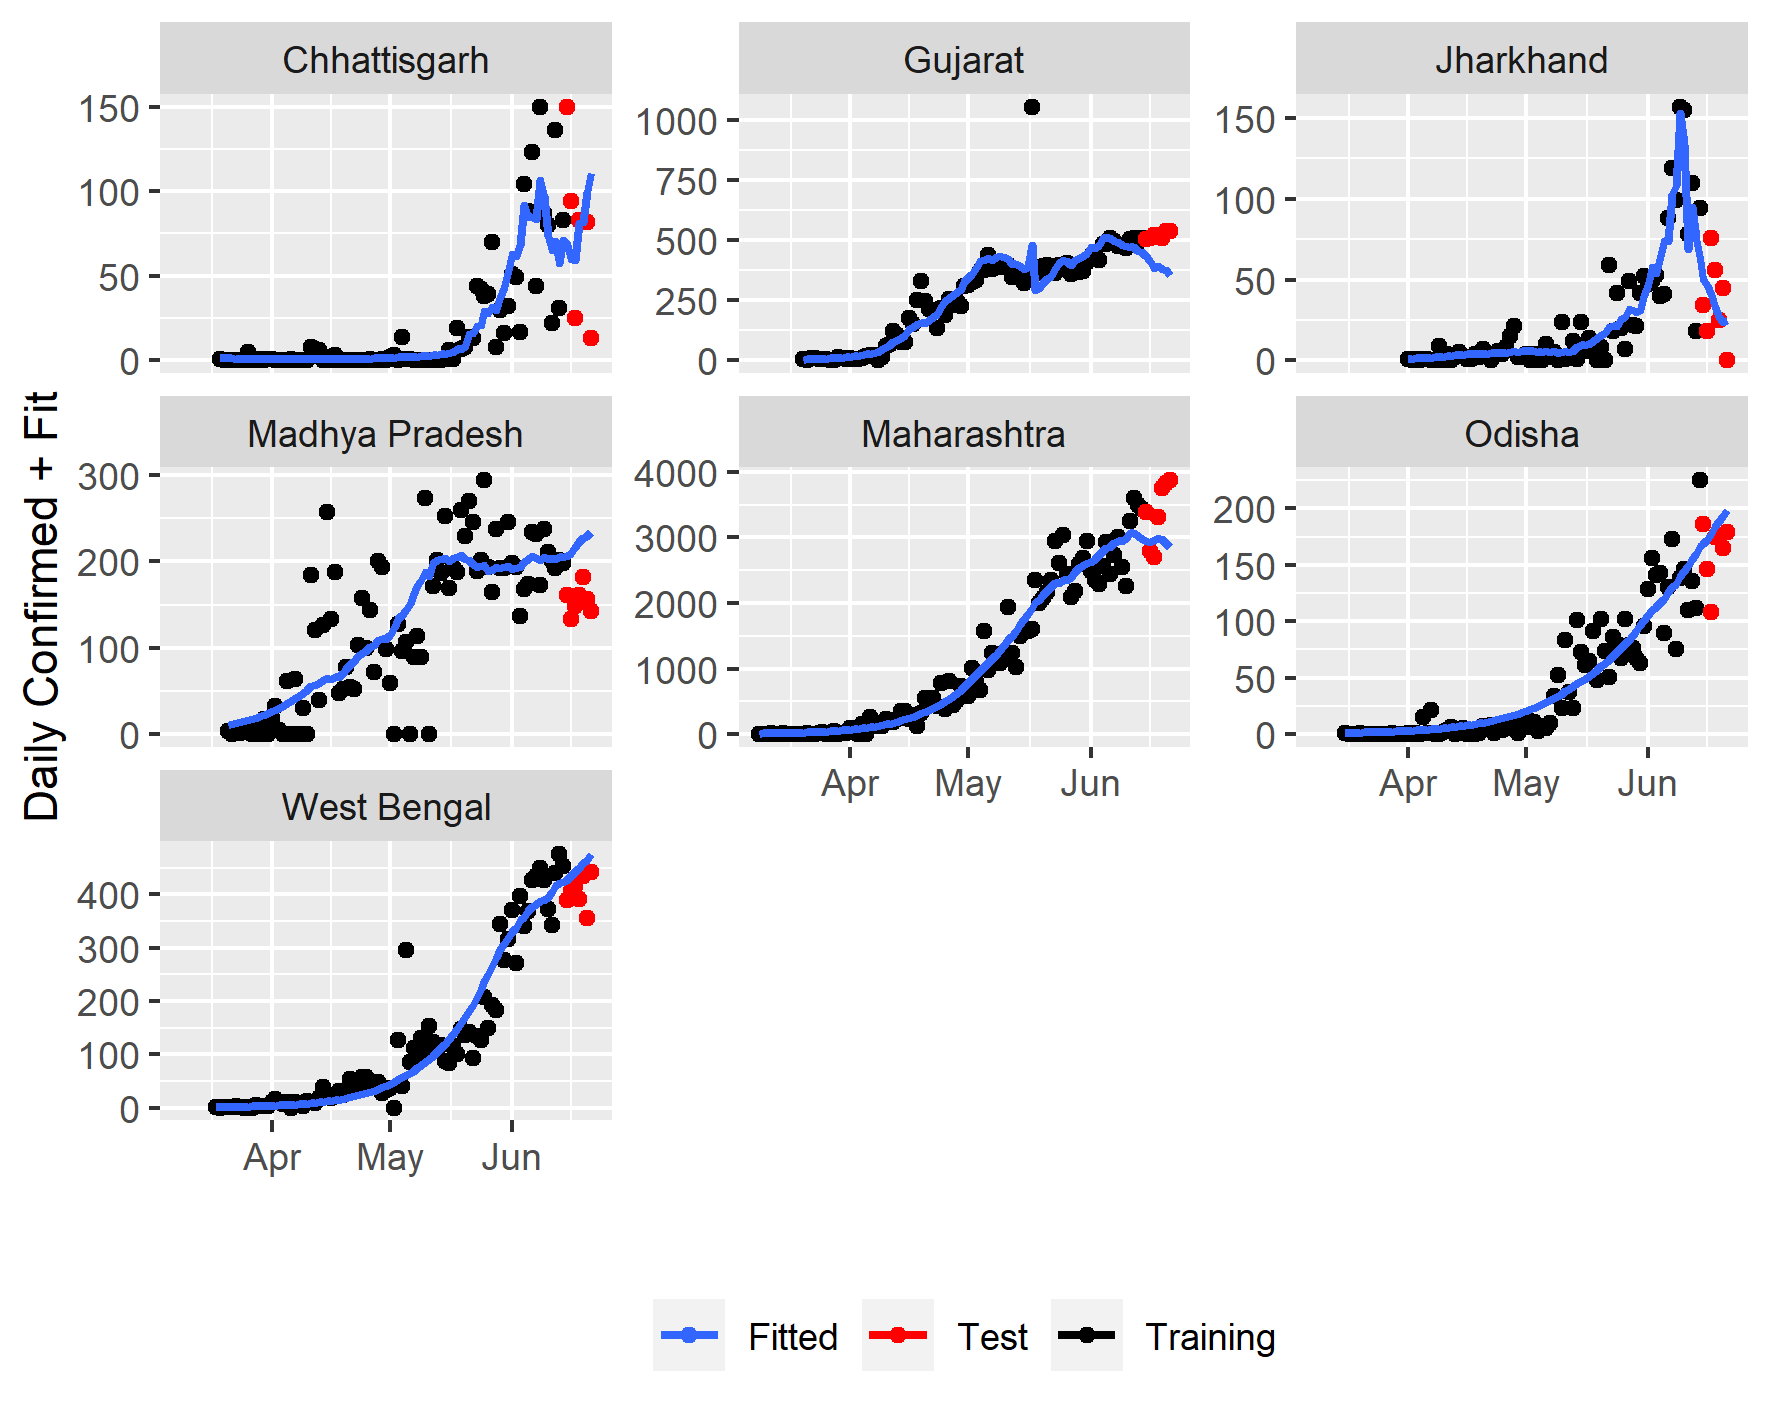 Chhattisgarh
Gujarat
Jharkhand
150
100
50
0
1000
750
500
250
0
150
100
50
0
Madhya Pradesh
Maharashtra
Odisha
300
200
100
0
4000
3000
2000
1000
0
200
150
100
50
0
Apr May Jun
Apr May Jun
West Bengal
400
300
200
100
0
Apr May Jun
Daily Confirmed + Fit
Fitted Test Training